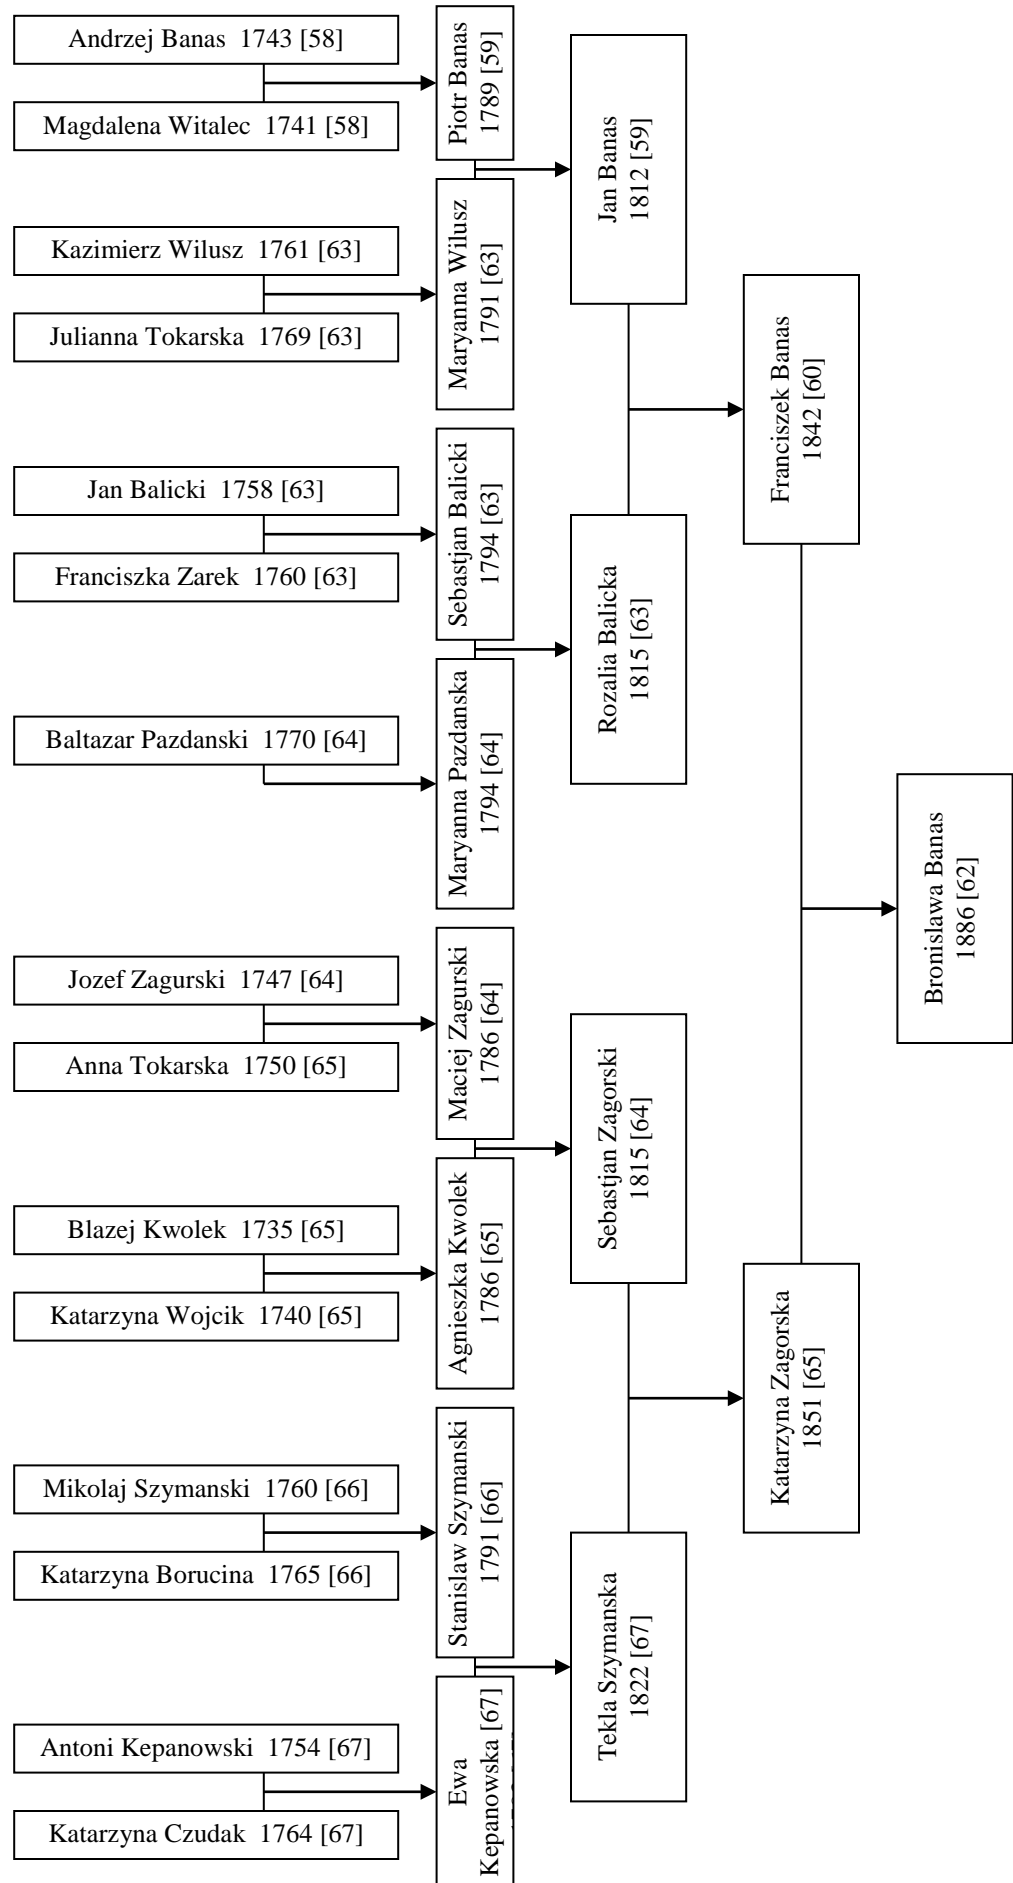 Andrzej Banas 1743 [58]
Magdalena Witalec 1741 [58]
Kazimierz Wilusz 1761 [63]
Julianna Tokarska 1769 [63]
Jan Balicki 1758 [63]
Franciszka Zarek 1760 [63]
Baltazar Pazdanski 1770 [64]
Jozef Zagurski 1747 [64]
Anna Tokarska 1750 [65]
Blazej Kwolek 1735 [65]
Katarzyna Wojcik 1740 [65]
Mikolaj Szymanski 1760 [66]
Katarzyna Borucina 1765 [66]
Antoni Kepanowski 1754 [67]
Katarzyna Czudak 1764 [67]
Piotr Banas
1789 [59]
Maryanna Wilusz
1791 [63]
Sebastjan Balicki
1794 [63]
Maryanna Pazdanska
1794 [64]
Maciej Zagurski
1786 [64]
Agnieszka Kwolek
1786 [65]
Stanislaw Szymanski
1791 [66]
Ewa
Kepanowska [67]
Jan Banas
1812 [59]
Rozalia Balicka
1815 [63]
Sebastjan Zagorski
1815 [64]
Tekla Szymanska
1822 [67]
Franciszek Banas
1842 [60]
Katarzyna Zagorska
1851 [65]
Bronislawa Banas
1886 [62]